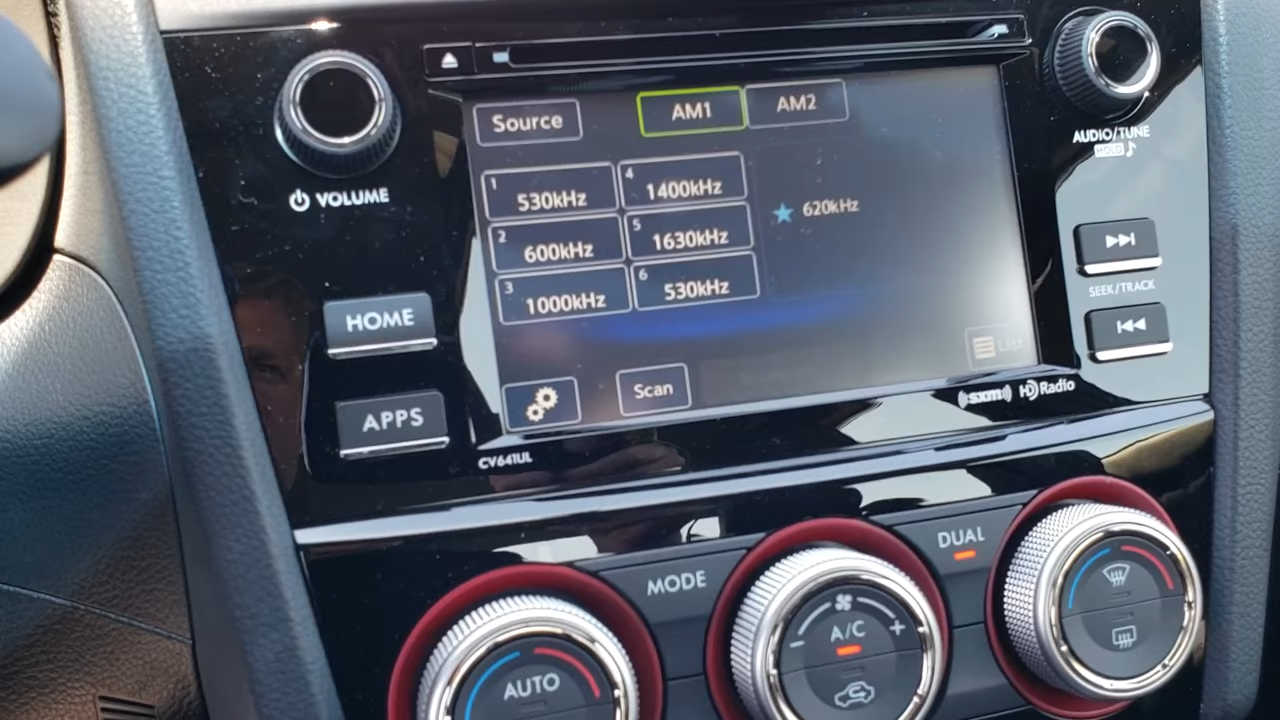 Source
AM1
AM2
1 530kHz
4 1400kHz
2 600kHz
5 1630kHz
3 1000kHz
6 530kHz
620kHz
List
Scan
VOLUME
HOME
APPS
AUDIO/TUNE
HOLD
SEEK/TRACK
CV641UL
sxm
HD Radio
MODE
DUAL
AUTO
A/C